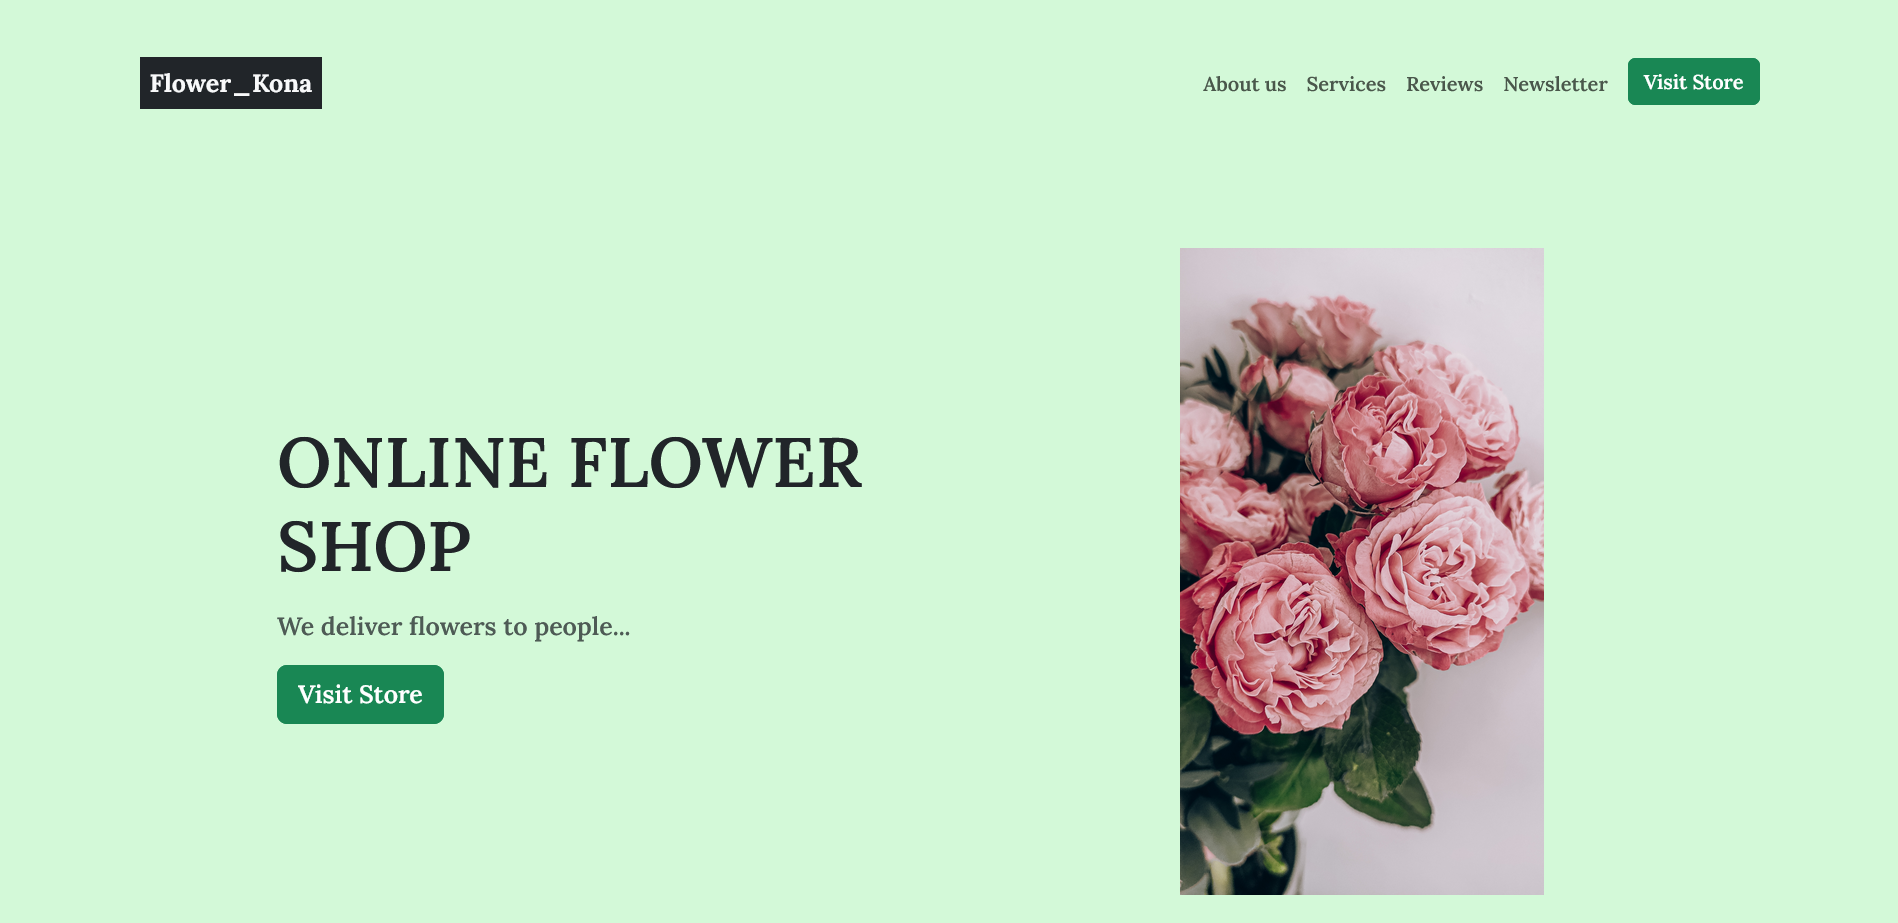 Flower_Kona
About us Services Reviews Newsletter Visit Store
ONLINE FLOWER
SHOP
We deliver flowers to people...
Visit Store